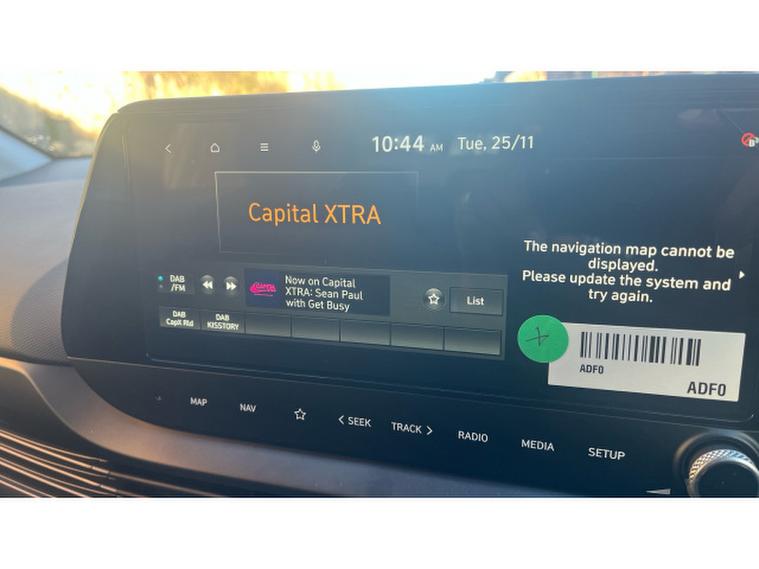 10:44 AM Tue, 25/11
Capital XTRA
The navigation map cannot be
displayed.
Please update the system and
try again.
DAB
/FM
Now on Capital
XTRA: Sean Paul
with Get Busy
List
DAB
CapX Rld
DAB
KISSTORY
ADF0
ADF0
MAP
NAV
SEEK
TRACK
RADIO
MEDIA
SETUP